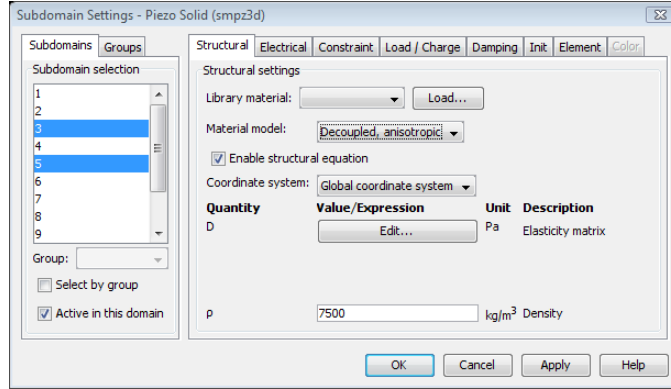 Subdomain Settings - Piezo Solid (smpz3d)
Subdomains Groups
Structural Electrical Constraint Load / Charge Damping Init Element Color
Subdomain selection
1
2
3
4
5
6
7
8
9
Group:
Select by group
Active in this domain
Structural settings
Library material: Load...
Material model: Decoupled, anisotropic
Enable structural equation
Coordinate system: Global coordinate system
Quantity Value/Expression Unit Description
D Edit... Pa Elasticity matrix
ρ 7500 kg/m³ Density
OK Cancel Apply Help